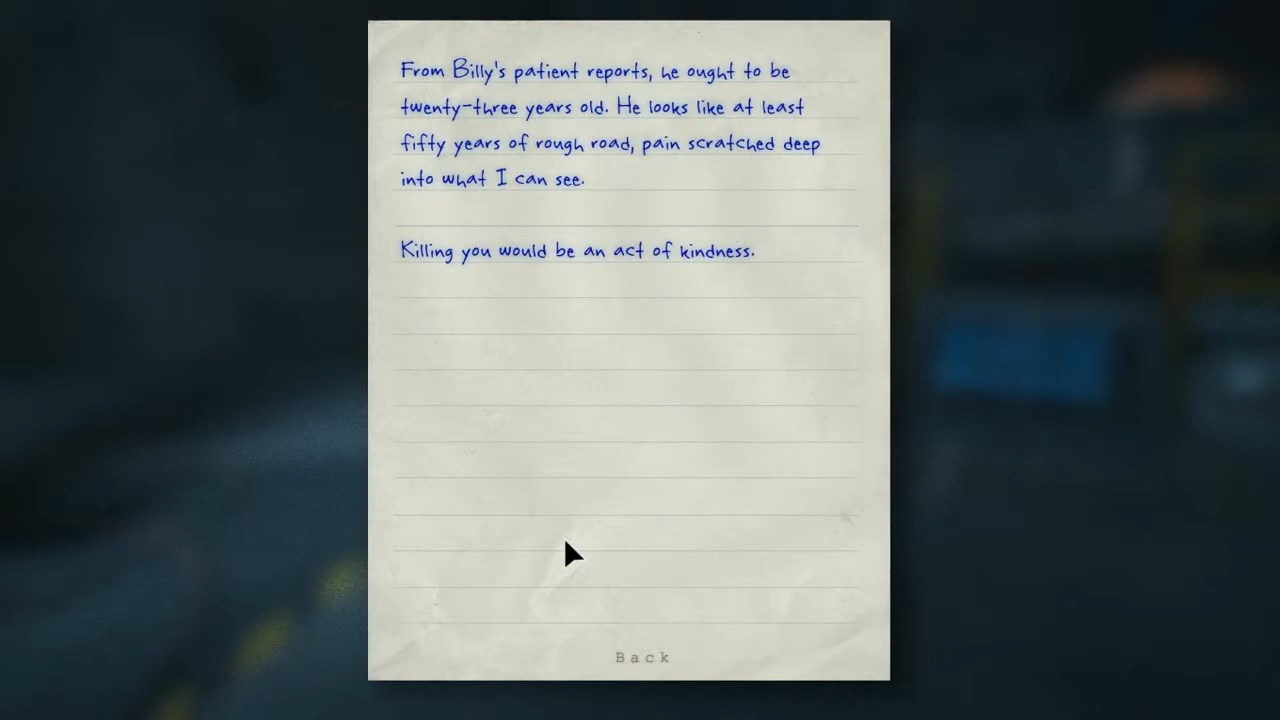 From Billy's patient reports, he ought to be
twenty-three years old. He looks like at least
fifty years of rough road, pain scratched deep
into what I can see.
Killing you would be an act of kindness.
Back